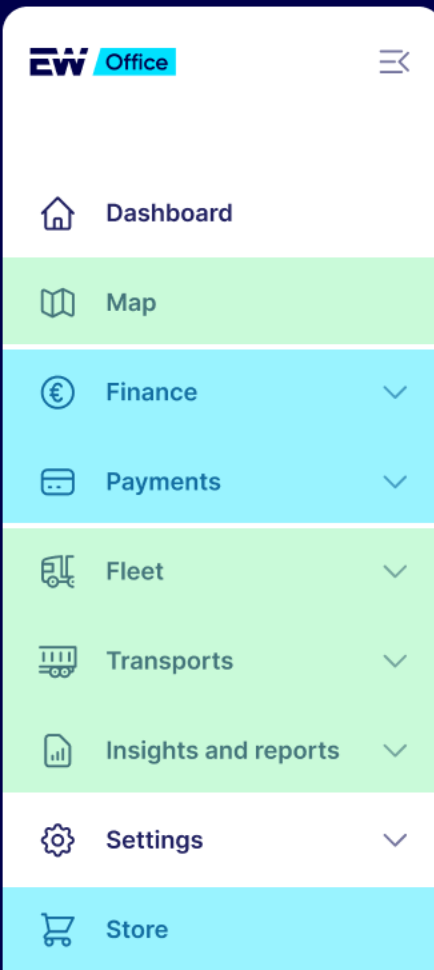 EW Office
Dashboard
Map
Finance
Payments
Fleet
Transports
Insights and reports
Settings
Store